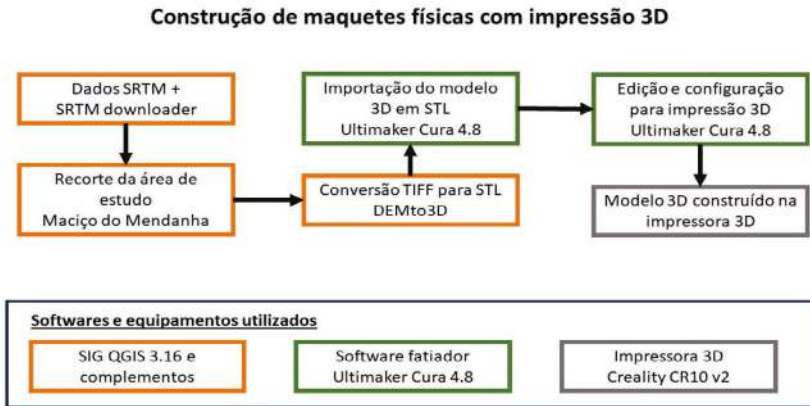 Construção de maquetes físicas com impressão 3D
Dados SRTM +
SRTM downloader
Recorte da área de
estudo
Maciço do Mendanha
Conversão TIFF para STL
DEMto3D
Importação do modelo
3D em STL
Ultimaker Cura 4.8
Edição e configuração
para impressão 3D
Ultimaker Cura 4.8
Modelo 3D construído na
impressora 3D
Softwares e equipamentos utilizados
SIG QGIS 3.16 e
complementos
Software fatiador
Ultimaker Cura 4.8
Impressora 3D
Creality CR10 v2